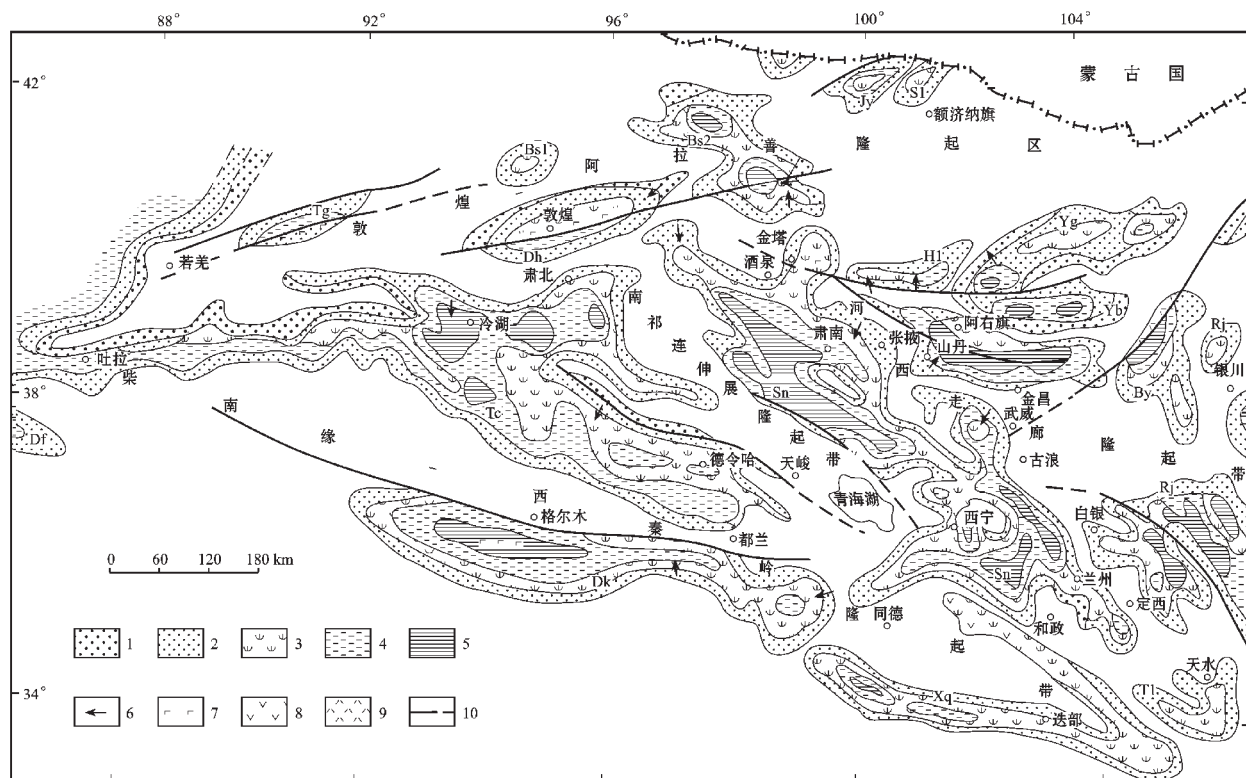 88°
92°
96°
100°
104°
42°
38°
34°
蒙古国
Jy
S1
额济纳旗
Bs1
Bs2
阿拉善隆起区
Tg
敦煌
敦煌
Dh
若羌
肃北
金塔
酒泉
H1
Yg
Yb
冷湖
吐拉
柴
南祁连伸展隆起带
河西走廊
肃南
张掖
阿右旗
山丹
金昌
武威
古浪
By
Rj
银川
隆起带
Df
Tc
Sn
南缘西秦岭隆起带
德令哈
天峻
青海湖
格尔木
都兰
西宁
白银
Rj
Dk
Sn
兰州
定西
同德
和政
天水
T1
Xq
迭部
0 60 120 180 km
1 2 3 4 5
6 7 8 9 10